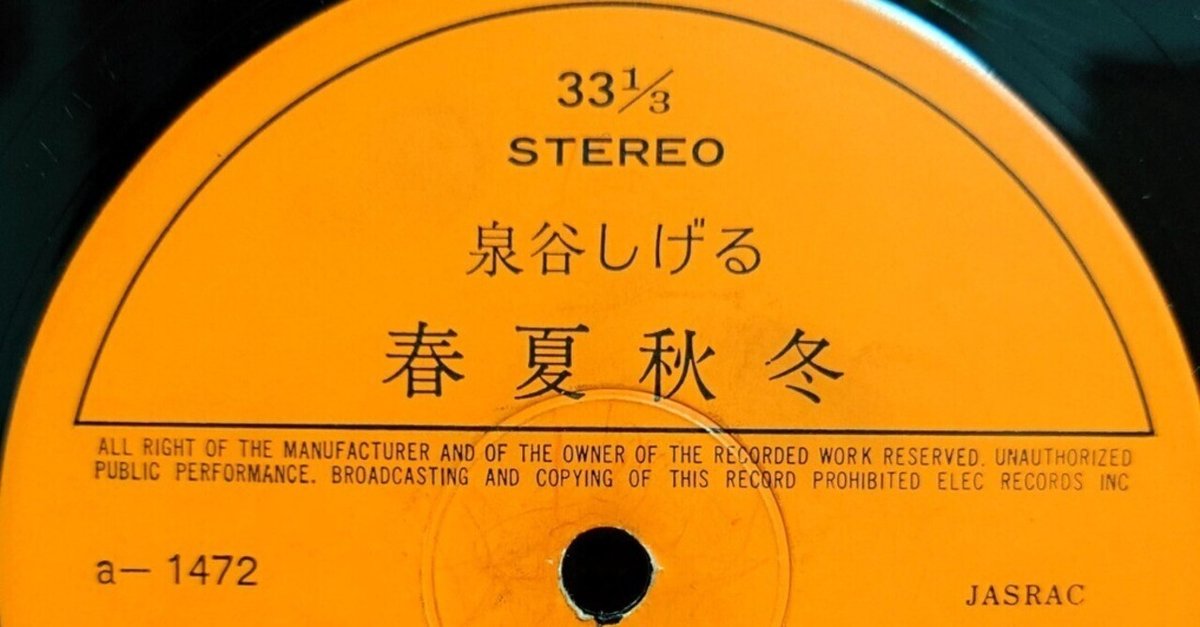 33⅓
STEREO
泉谷しげる
春夏秋冬
ALL RIGHT OF THE MANUFACTURER AND OF THE OWNER OF THE RECORDED WORK RESERVED. UNAUTHORIZED
PUBLIC PERFORMANCE. BROADCASTING AND COPYING OF THIS RECORD PROHIBITED ELEC RECORDS INC
a-1472
JASRAC